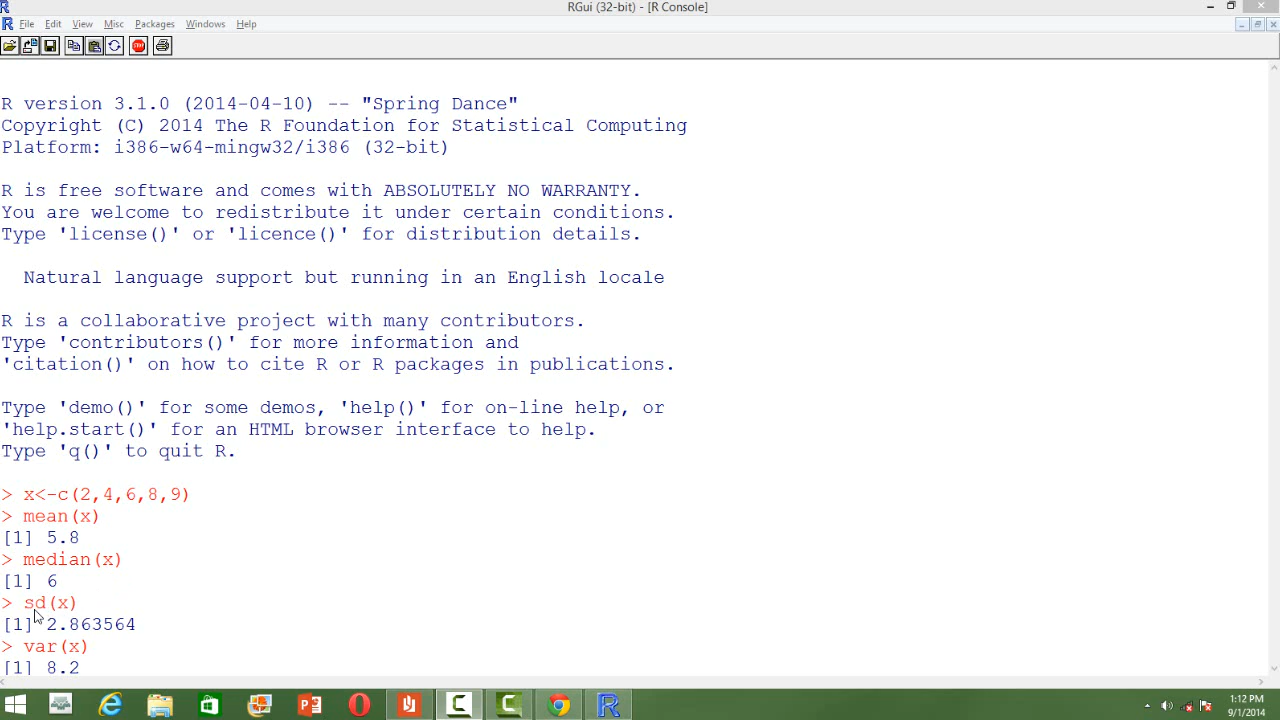 RGui (32-bit) - [R Console]
File Edit View Misc Packages Windows Help
R version 3.1.0 (2014-04-10) -- "Spring Dance"
Copyright (C) 2014 The R Foundation for Statistical Computing
Platform: i386-w64-mingw32/i386 (32-bit)
R is free software and comes with ABSOLUTELY NO WARRANTY.
You are welcome to redistribute it under certain conditions.
Type 'license()' or 'licence()' for distribution details.
Natural language support but running in an English locale
R is a collaborative project with many contributors.
Type 'contributors()' for more information and
'citation()' on how to cite R or R packages in publications.
Type 'demo()' for some demos, 'help()' for on-line help, or
'help.start()' for an HTML browser interface to help.
Type 'q()' to quit R.
> x<-c(2,4,6,8,9)
> mean(x)
[1] 5.8
> median(x)
[1] 6
> sd(x)
[1] 2.863564
> var(x)
[1] 8.2
1:12 PM
9/1/2014